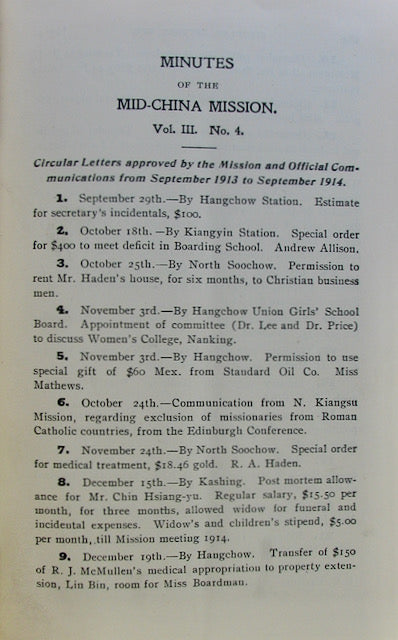 MINUTES
OF THE
MID-CHINA MISSION.
Vol. III. No. 4.
Circular Letters approved by the Mission and Official Com-
munications from September 1913 to September 1914.
1. September 29th.—By Hangchow Station. Estimate
for secretary's incidentals, $100.
2. October 18th.—By Kiangyin Station. Special order
for $400 to meet deficit in Boarding School. Andrew Allison.
3. October 25th.—By North Soochow. Permission to
rent Mr. Haden's house, for six months, to Christian business
men.
4. November 3rd.—By Hangchow Union Girls' School
Board. Appointment of committee (Dr. Lee and Dr. Price)
to discuss Women's College, Nanking.
5. November 3rd.—By Hangchow. Permission to use
special gift of $60 Mex. from Standard Oil Co. Miss
Mathews.
6. October 24th.—Communication from N. Kiangsu
Mission, regarding exclusion of missionaries from Roman
Catholic countries, from the Edinburgh Conference.
7. November 24th.—By North Soochow. Special order
for medical treatment, $18.46 gold. R. A. Haden.
8. December 15th.—By Kashing. Post mortem allow-
ance for Mr. Chin Hsiang-yu. Regular salary, $15.50 per
month, for three months, allowed widow for funeral and
incidental expenses. Widow's and children's stipend, $5.00
per month, till Mission meeting 1914.
9. December 19th.—By Hangchow. Transfer of $150
of R. J. McMullen's medical appropriation to property exten-
sion, Lin Bin, room for Miss Boardman.